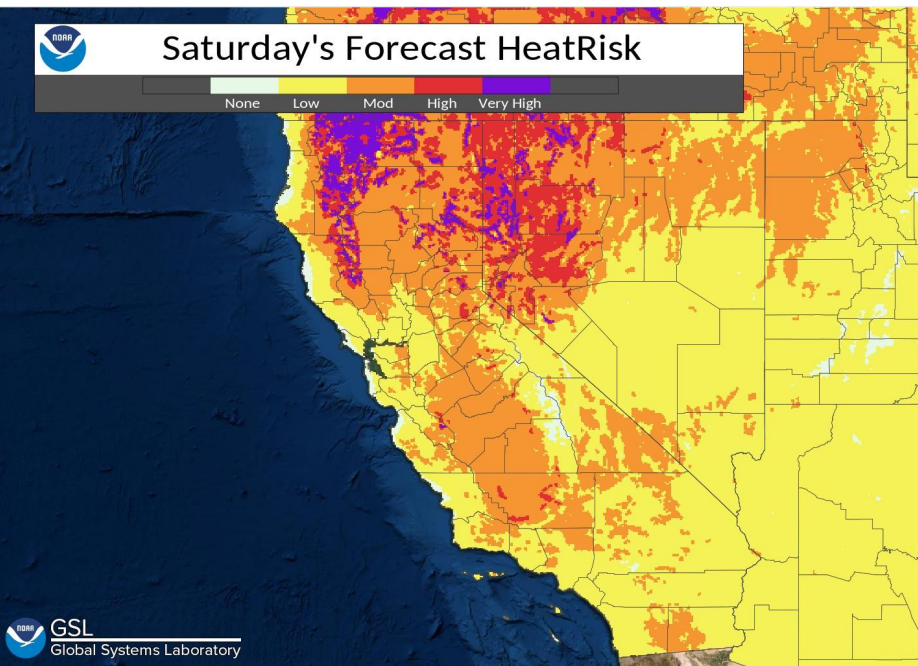 NOAA
Saturday's Forecast HeatRisk
None Low Mod High Very High
NOAA
GSL
Global Systems Laboratory